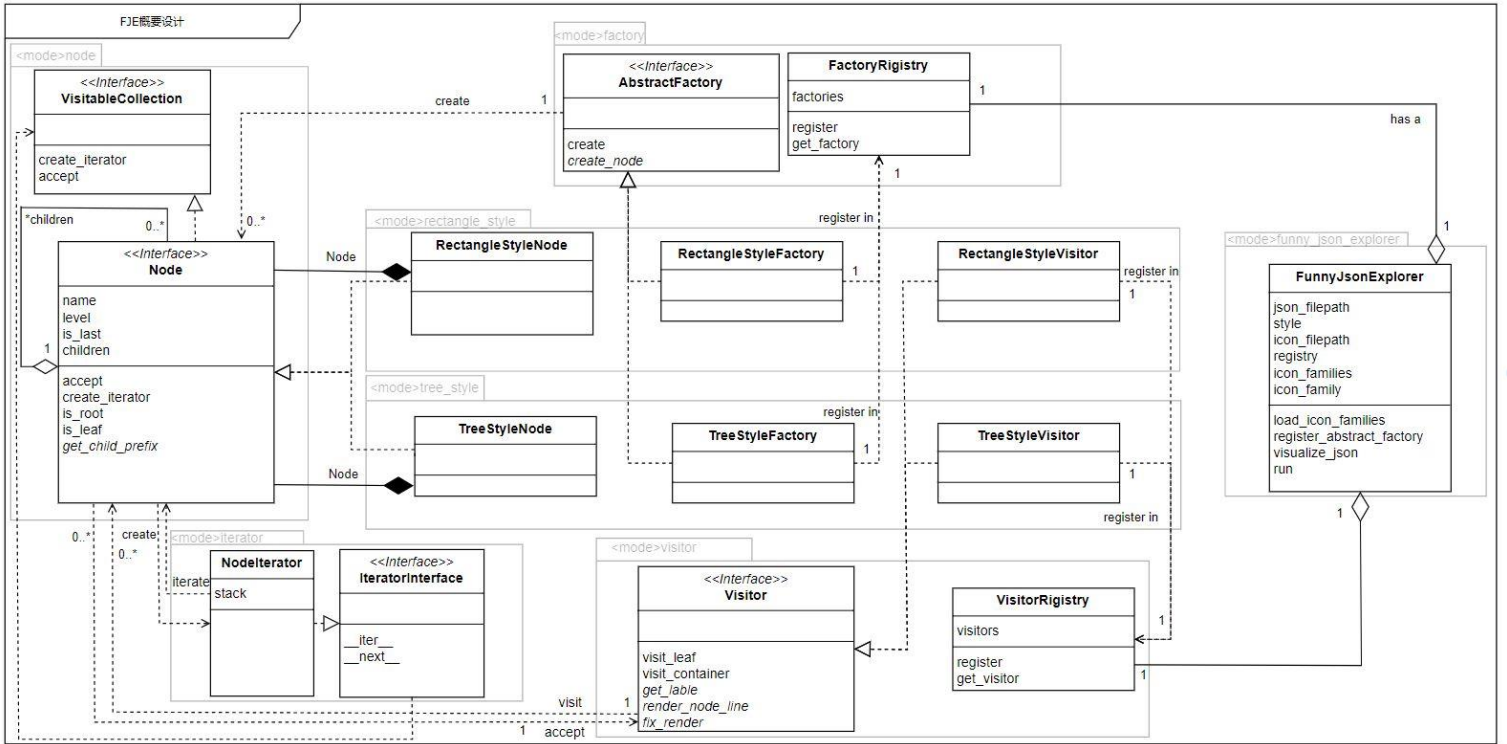 FJE概要设计
<mode>node
<<Interface>>
VisitableCollection
create_iterator
accept
*children
0..*
0..*
<<Interface>>
Node
name
level
is_last
children
1
accept
create_iterator
is_root
is_leaf
get_child_prefix
create
1
<mode>factory
<<Interface>>
AbstractFactory
create
create_node
FactoryRigistry
factories
register
get_factory
1
1
has a
<mode>rectangle_style
register in
Node
RectangleStyleNode
RectangleStyleFactory
1
RectangleStyleVisitor
register in
1
<mode>tree_style
register in
Node
TreeStyleNode
TreeStyleFactory
1
TreeStyleVisitor
1
register in
1
<mode>funny_json_explorer
FunnyJsonExplorer
json_filepath
style
icon_filepath
registry
icon_families
icon_family
load_icon_families
register_abstract_factory
visualize_json
run
1
0..*
create
0..*
<mode>iterator
iterate
NodeIterator
stack
<<Interface>>
IteratorInterface
__iter__
__next__
<mode>visitor
<<Interface>>
Visitor
visit_leaf
visit_container
get_lable
render_node_line
fix_render
VisitorRigistry
visitors
register
get_visitor
1
1
visit
1
1
accept